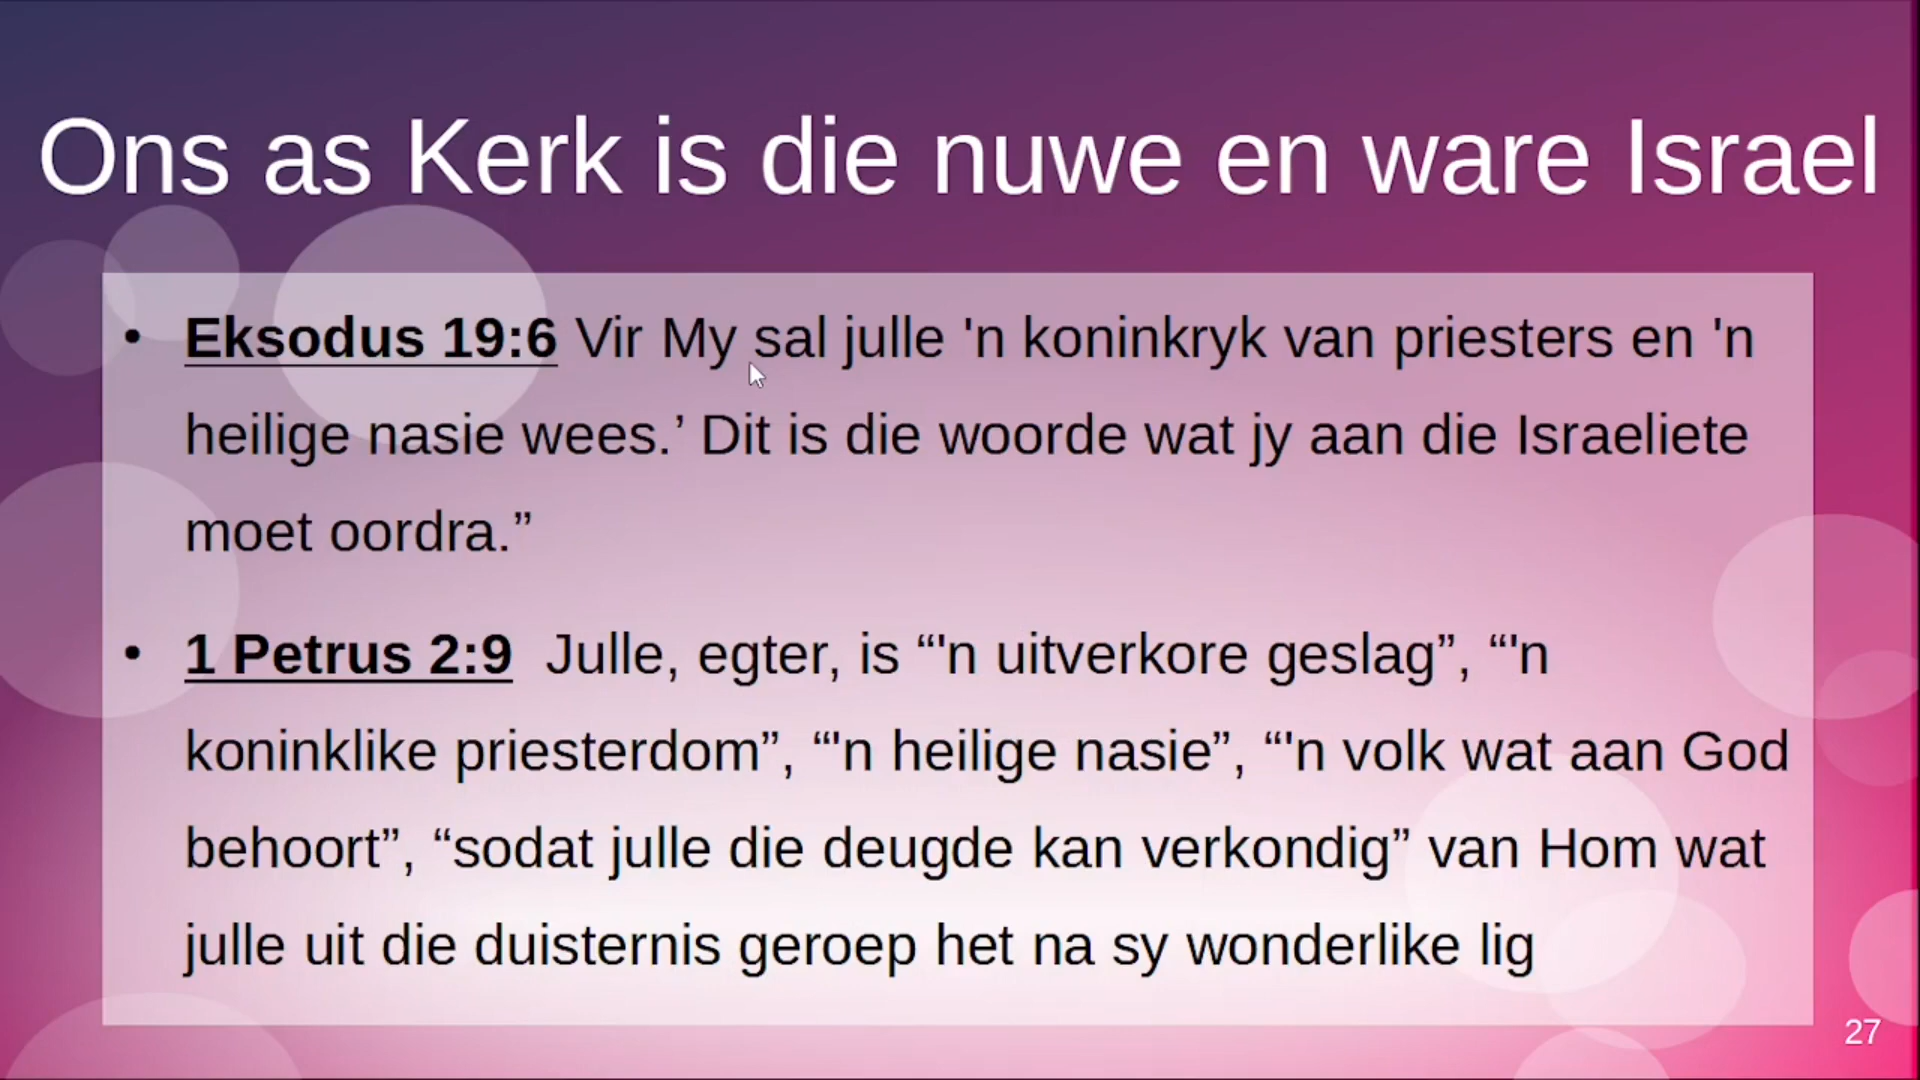 Ons as Kerk is die nuwe en ware Israel
• Eksodus 19:6 Vir My sal julle 'n koninkryk van priesters en 'n
heilige nasie wees.’ Dit is die woorde wat jy aan die Israeliete
moet oordra.”
• 1 Petrus 2:9  Julle, egter, is “'n uitverkore geslag”, “'n
koninklike priesterdom”, “'n heilige nasie”, “'n volk wat aan God
behoort”, “sodat julle die deugde kan verkondig” van Hom wat
julle uit die duisternis geroep het na sy wonderlike lig
27